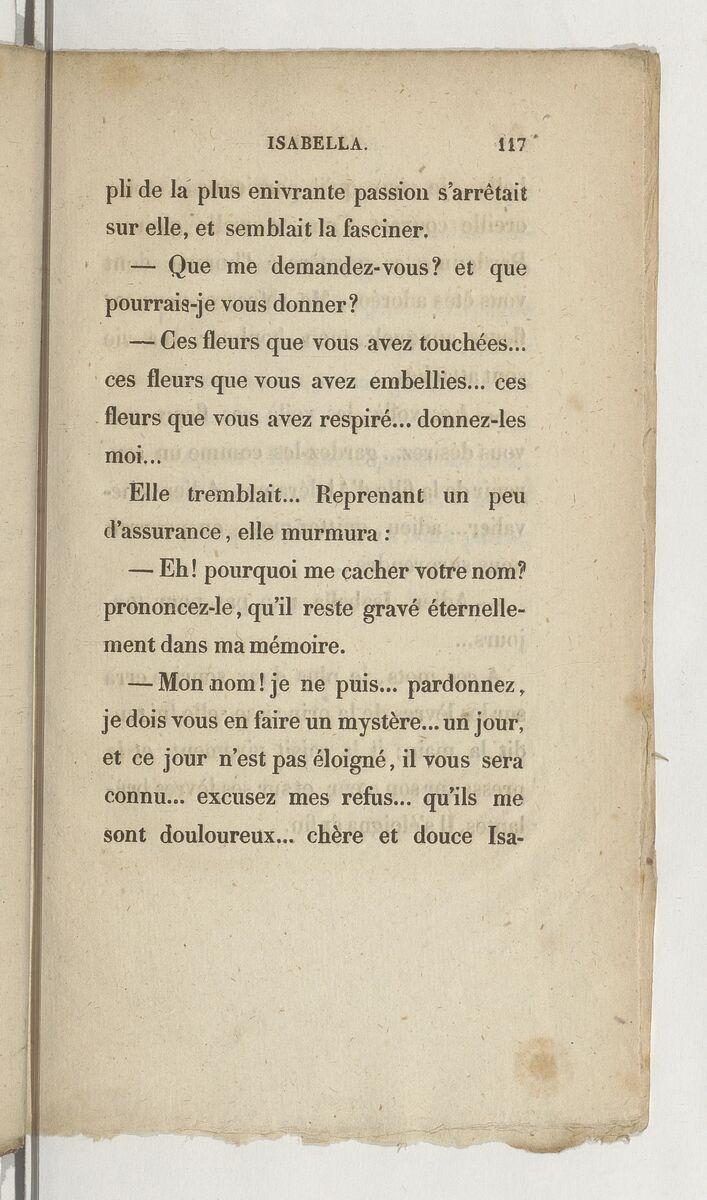 ISABELLA. 117
pli de la plus enivrante passion s'arrêtait
sur elle, et semblait la fasciner.
— Que me demandez-vous? et que
pourrais-je vous donner?
— Ces fleurs que vous avez touchées...
ces fleurs que vous avez embellies... ces
fleurs que vous avez respiré... donnez-les
moi...
Elle tremblait... Reprenant un peu
d'assurance, elle murmura :
— Eh! pourquoi me cacher votre nom?
prononcez-le, qu'il reste gravé éternelle-
ment dans ma mémoire.
— Mon nom! je ne puis... pardonnez,
je dois vous en faire un mystère... un jour,
et ce jour n'est pas éloigné, il vous sera
connu... excusez mes refus... qu'ils me
sont douloureux... chère et douce Isa-